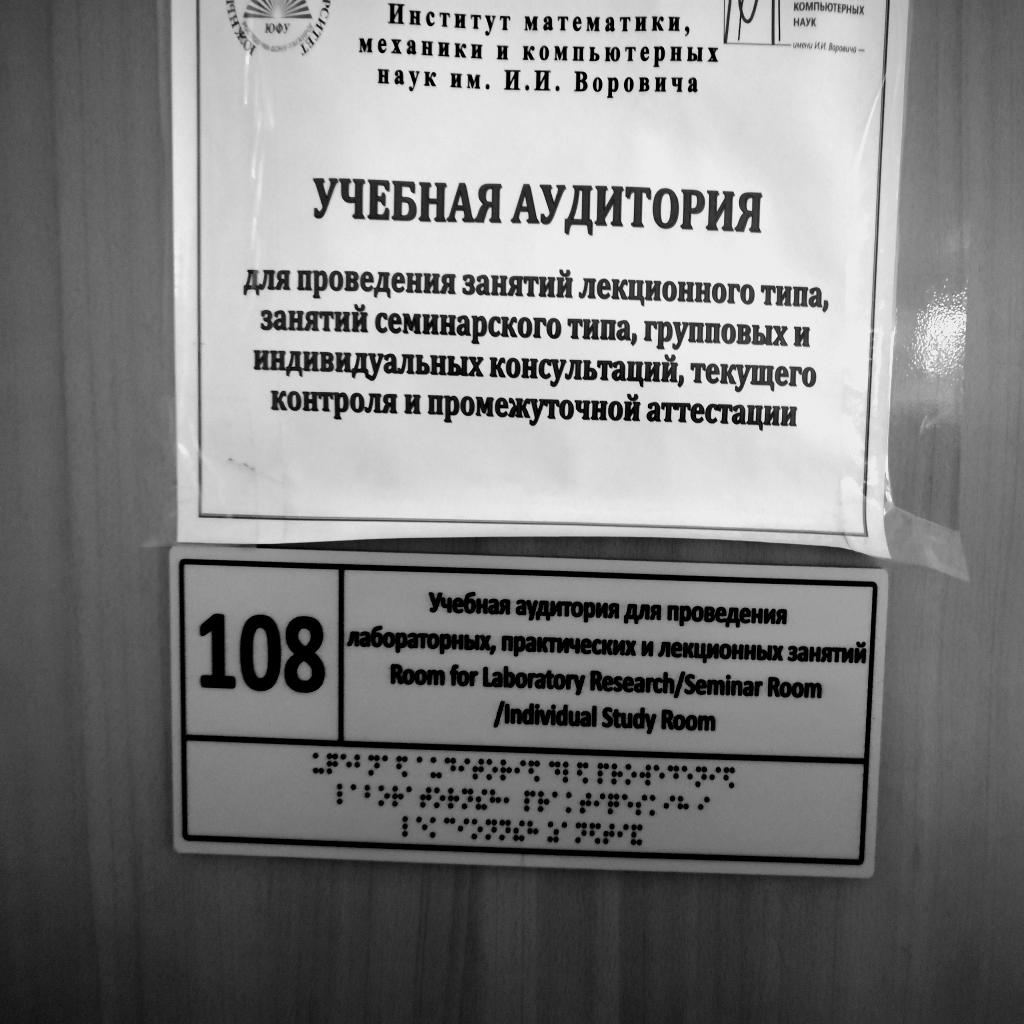 Институт математики,
механики и компьютерных
наук им. И.И. Воровича
ЮФУ
КОМПЬЮТЕРНЫХ
НАУК
имени И.И. Воровича
УЧЕБНАЯ АУДИТОРИЯ
для проведения занятий лекционного типа,
занятий семинарского типа, групповых и
индивидуальных консультаций, текущего
контроля и промежуточной аттестации
108
Учебная аудитория для проведения
лабораторных, практических и лекционных занятий
Room for Laboratory Research/Seminar Room
/Individual Study Room